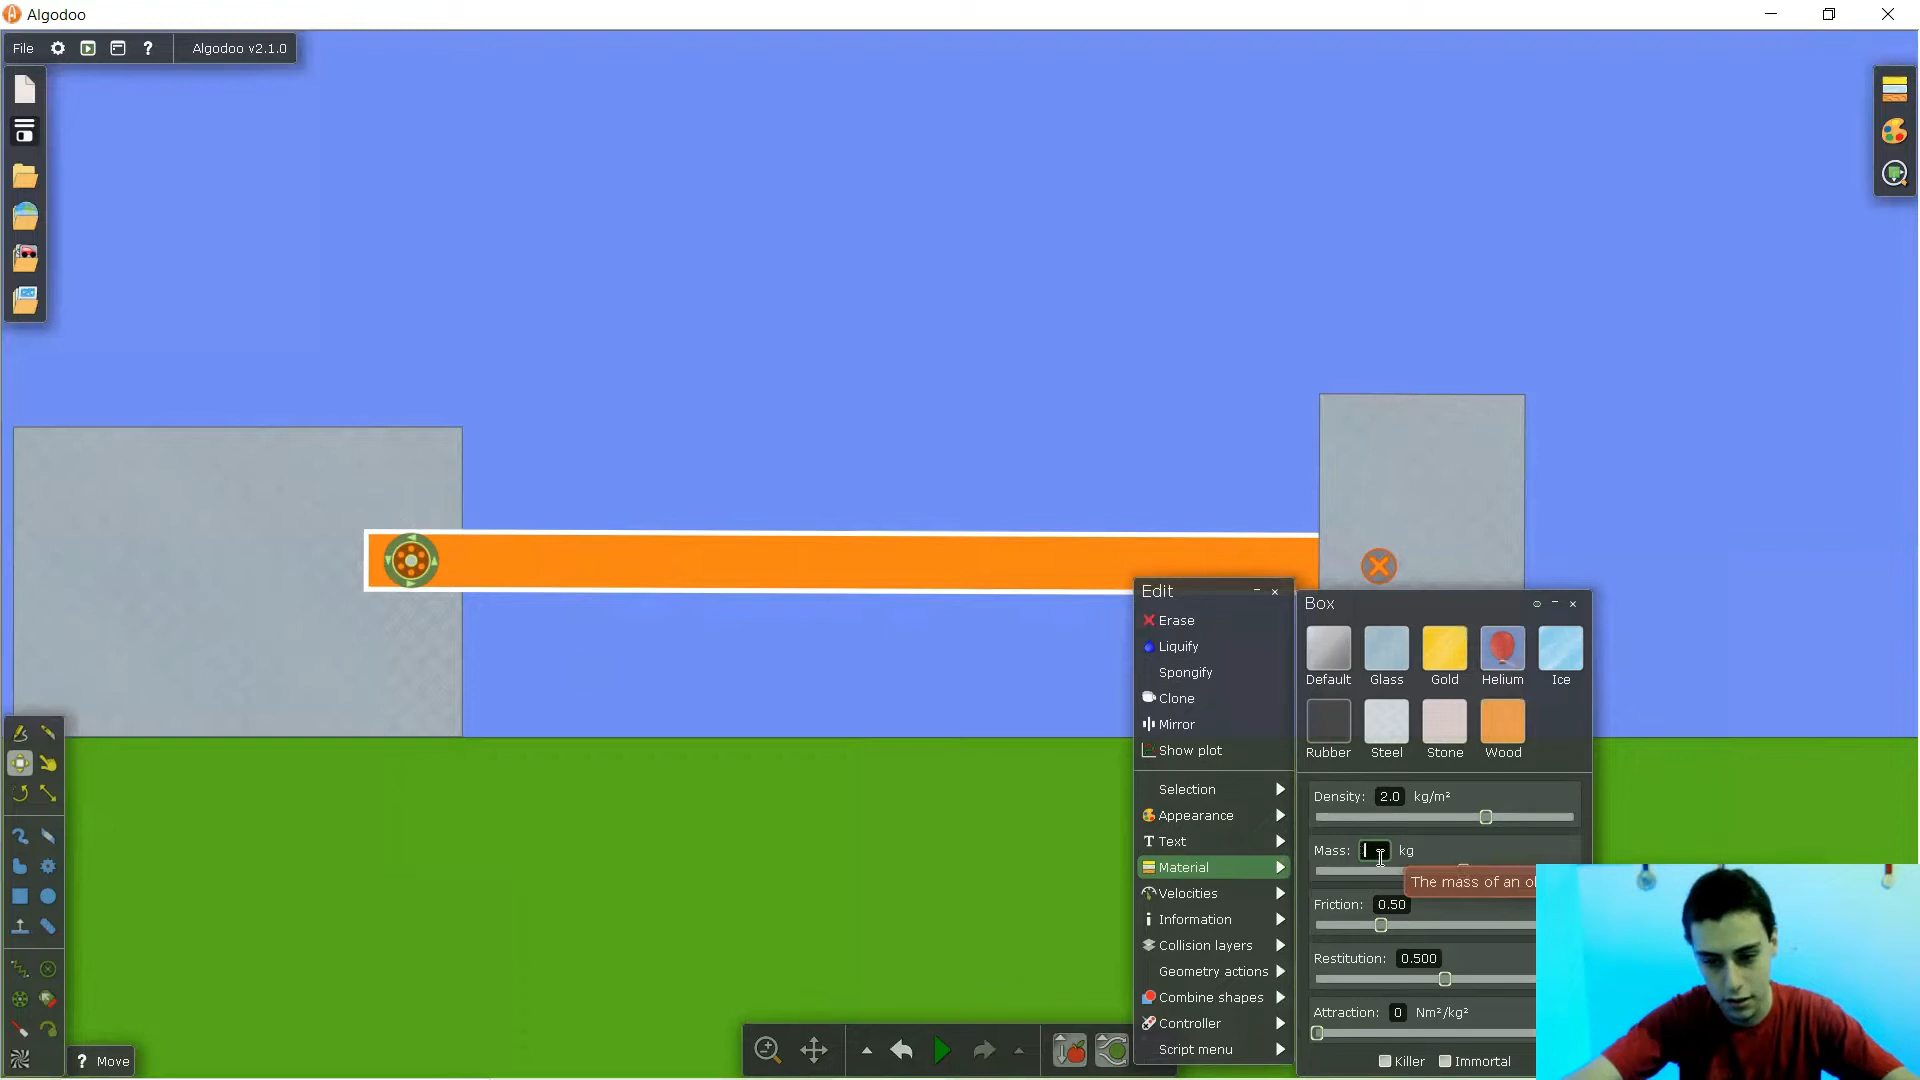 Algodoo
File ? Algodoo v2.1.0
Edit
Erase
Liquify
Spongify
Clone
Mirror
Show plot
Selection
Appearance
Text
Material
Velocities
Information
Collision layers
Geometry actions
Combine shapes
Controller
Script menu
Box
Default Glass Gold Helium Ice
Rubber Steel Stone Wood
Density: 2.0 kg/m²
Mass: kg
The mass of an
Friction: 0.50
Restitution: 0.500
Attraction: 0 Nm²/kg²
Killer Immortal
? Move